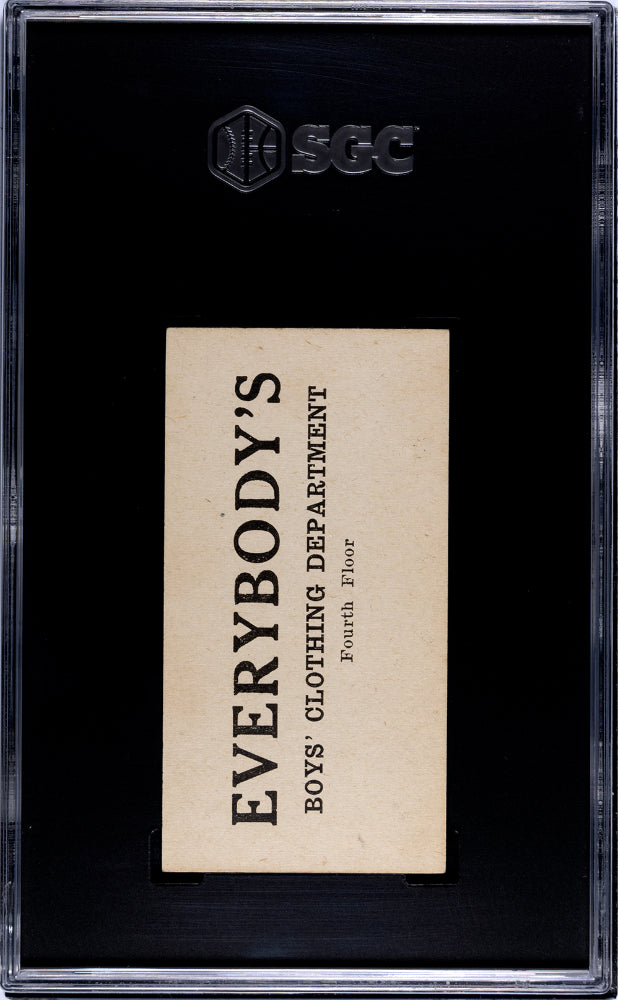 SGC
EVERYBODY'S
BOYS' CLOTHING DEPARTMENT
Fourth Floor